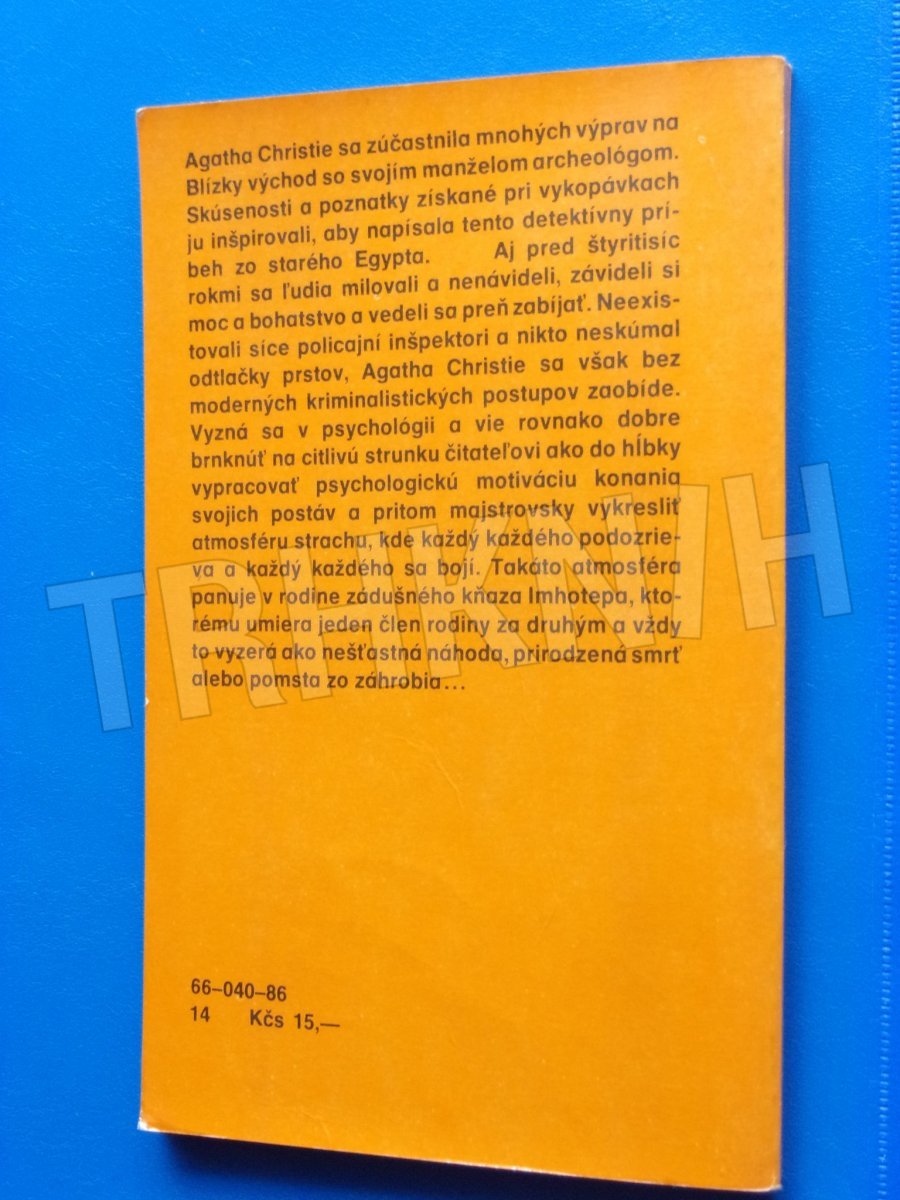 Agatha Christie sa zúčastnila mnohých výprav na
Blízky východ so svojím manželom archeológom.
Skúsenosti a poznatky získané pri vykopávkach
ju inšpirovali, aby napísala tento detektívny prí-
beh zo starého Egypta. Aj pred štyritisíc
rokmi sa ľudia milovali a nenávideli, závideli si
moc a bohatstvo a vedeli sa preň zabíjať. Neexis-
tovali síce policajní inšpektori a nikto neskúmal
odtlačky prstov, Agatha Christie sa však bez
moderných kriminalistických postupov zaobíde.
Vyzná sa v psychológii a vie rovnako dobre
brnknúť na citlivú strunku čitateľovi ako do hĺbky
vypracovať psychologickú motiváciu konania
svojich postáv a pritom majstrovsky vykresliť
atmosféru strachu, kde každý každého podozrie-
va a každý každého sa bojí. Takáto atmosféra
panuje v rodine zádušného kňaza Imhotepa, kto-
rému umiera jeden člen rodiny za druhým a vždy
to vyzerá ako nešťastná náhoda, prirodzená smrť
alebo pomsta zo záhrobia...
TRHKNIH
66–040–86
14 Kčs 15,—